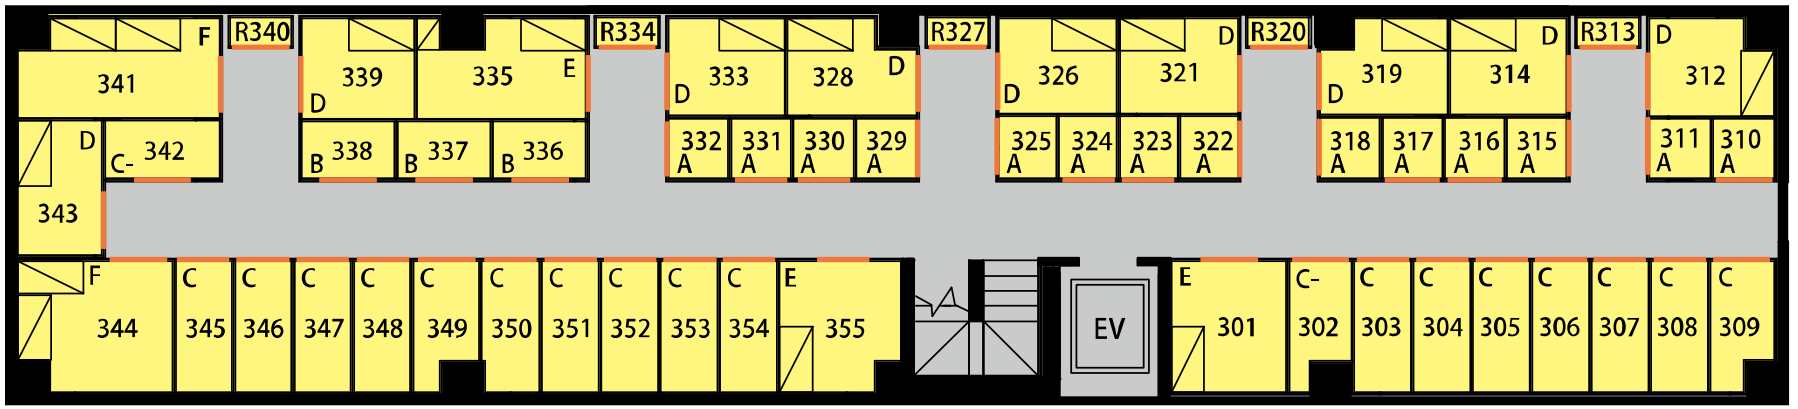 F R340 R334 R327 R320 R313
341 339 D 335 E 333 D 328 D 326 D 321 D 319 D 314 D 312 D
D 342 C- 338 B 337 B 336 B 332 A 331 A 330 A 329 A 325 A 324 A 323 A 322 A 318 A 317 A 316 A 315 A 311 A 310 A
343
F C C C C C C C C C C E E C- C C C C C C C
344 345 346 347 348 349 350 351 352 353 354 355 EV 301 302 303 304 305 306 307 308 309